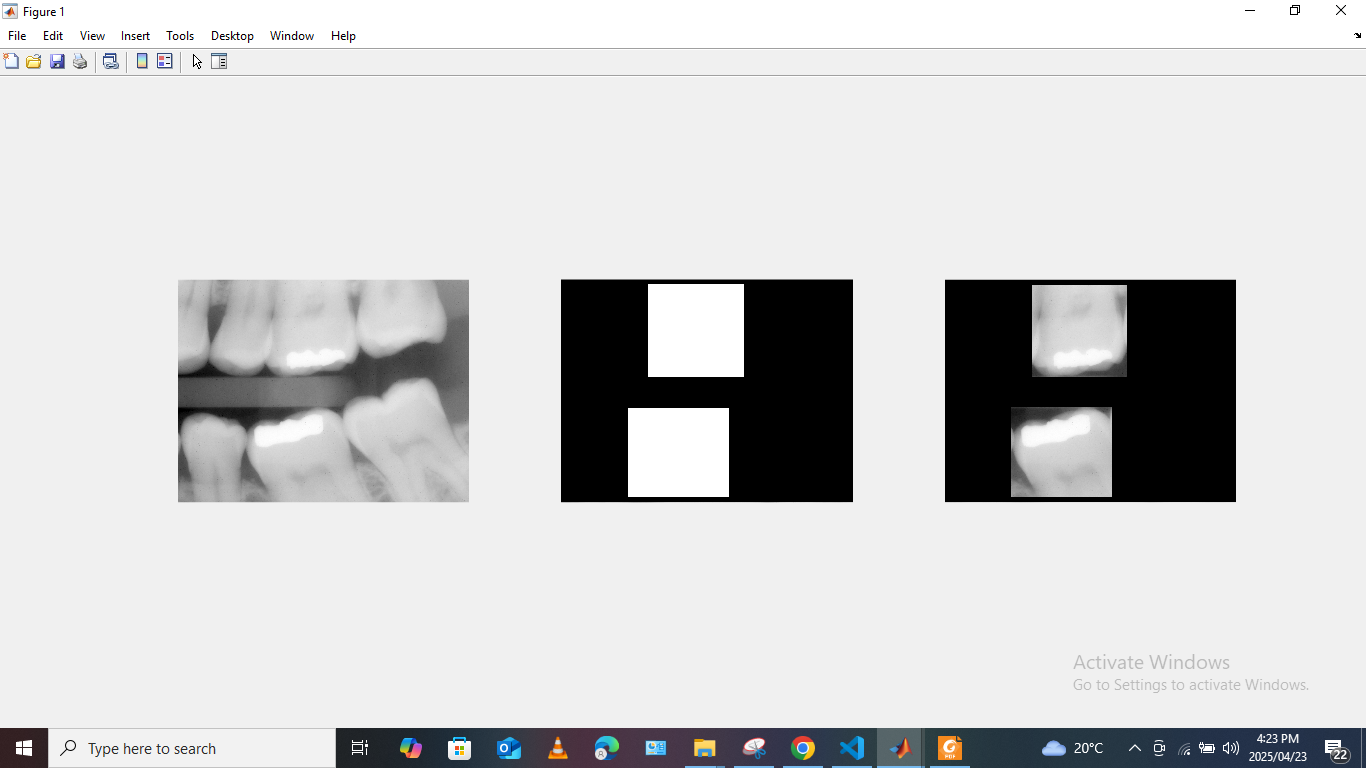 Figure 1
File Edit View Insert Tools Desktop Window Help
Activate Windows
Go to Settings to activate Windows.
Type here to search
20°C
4:23 PM
2025/04/23
22